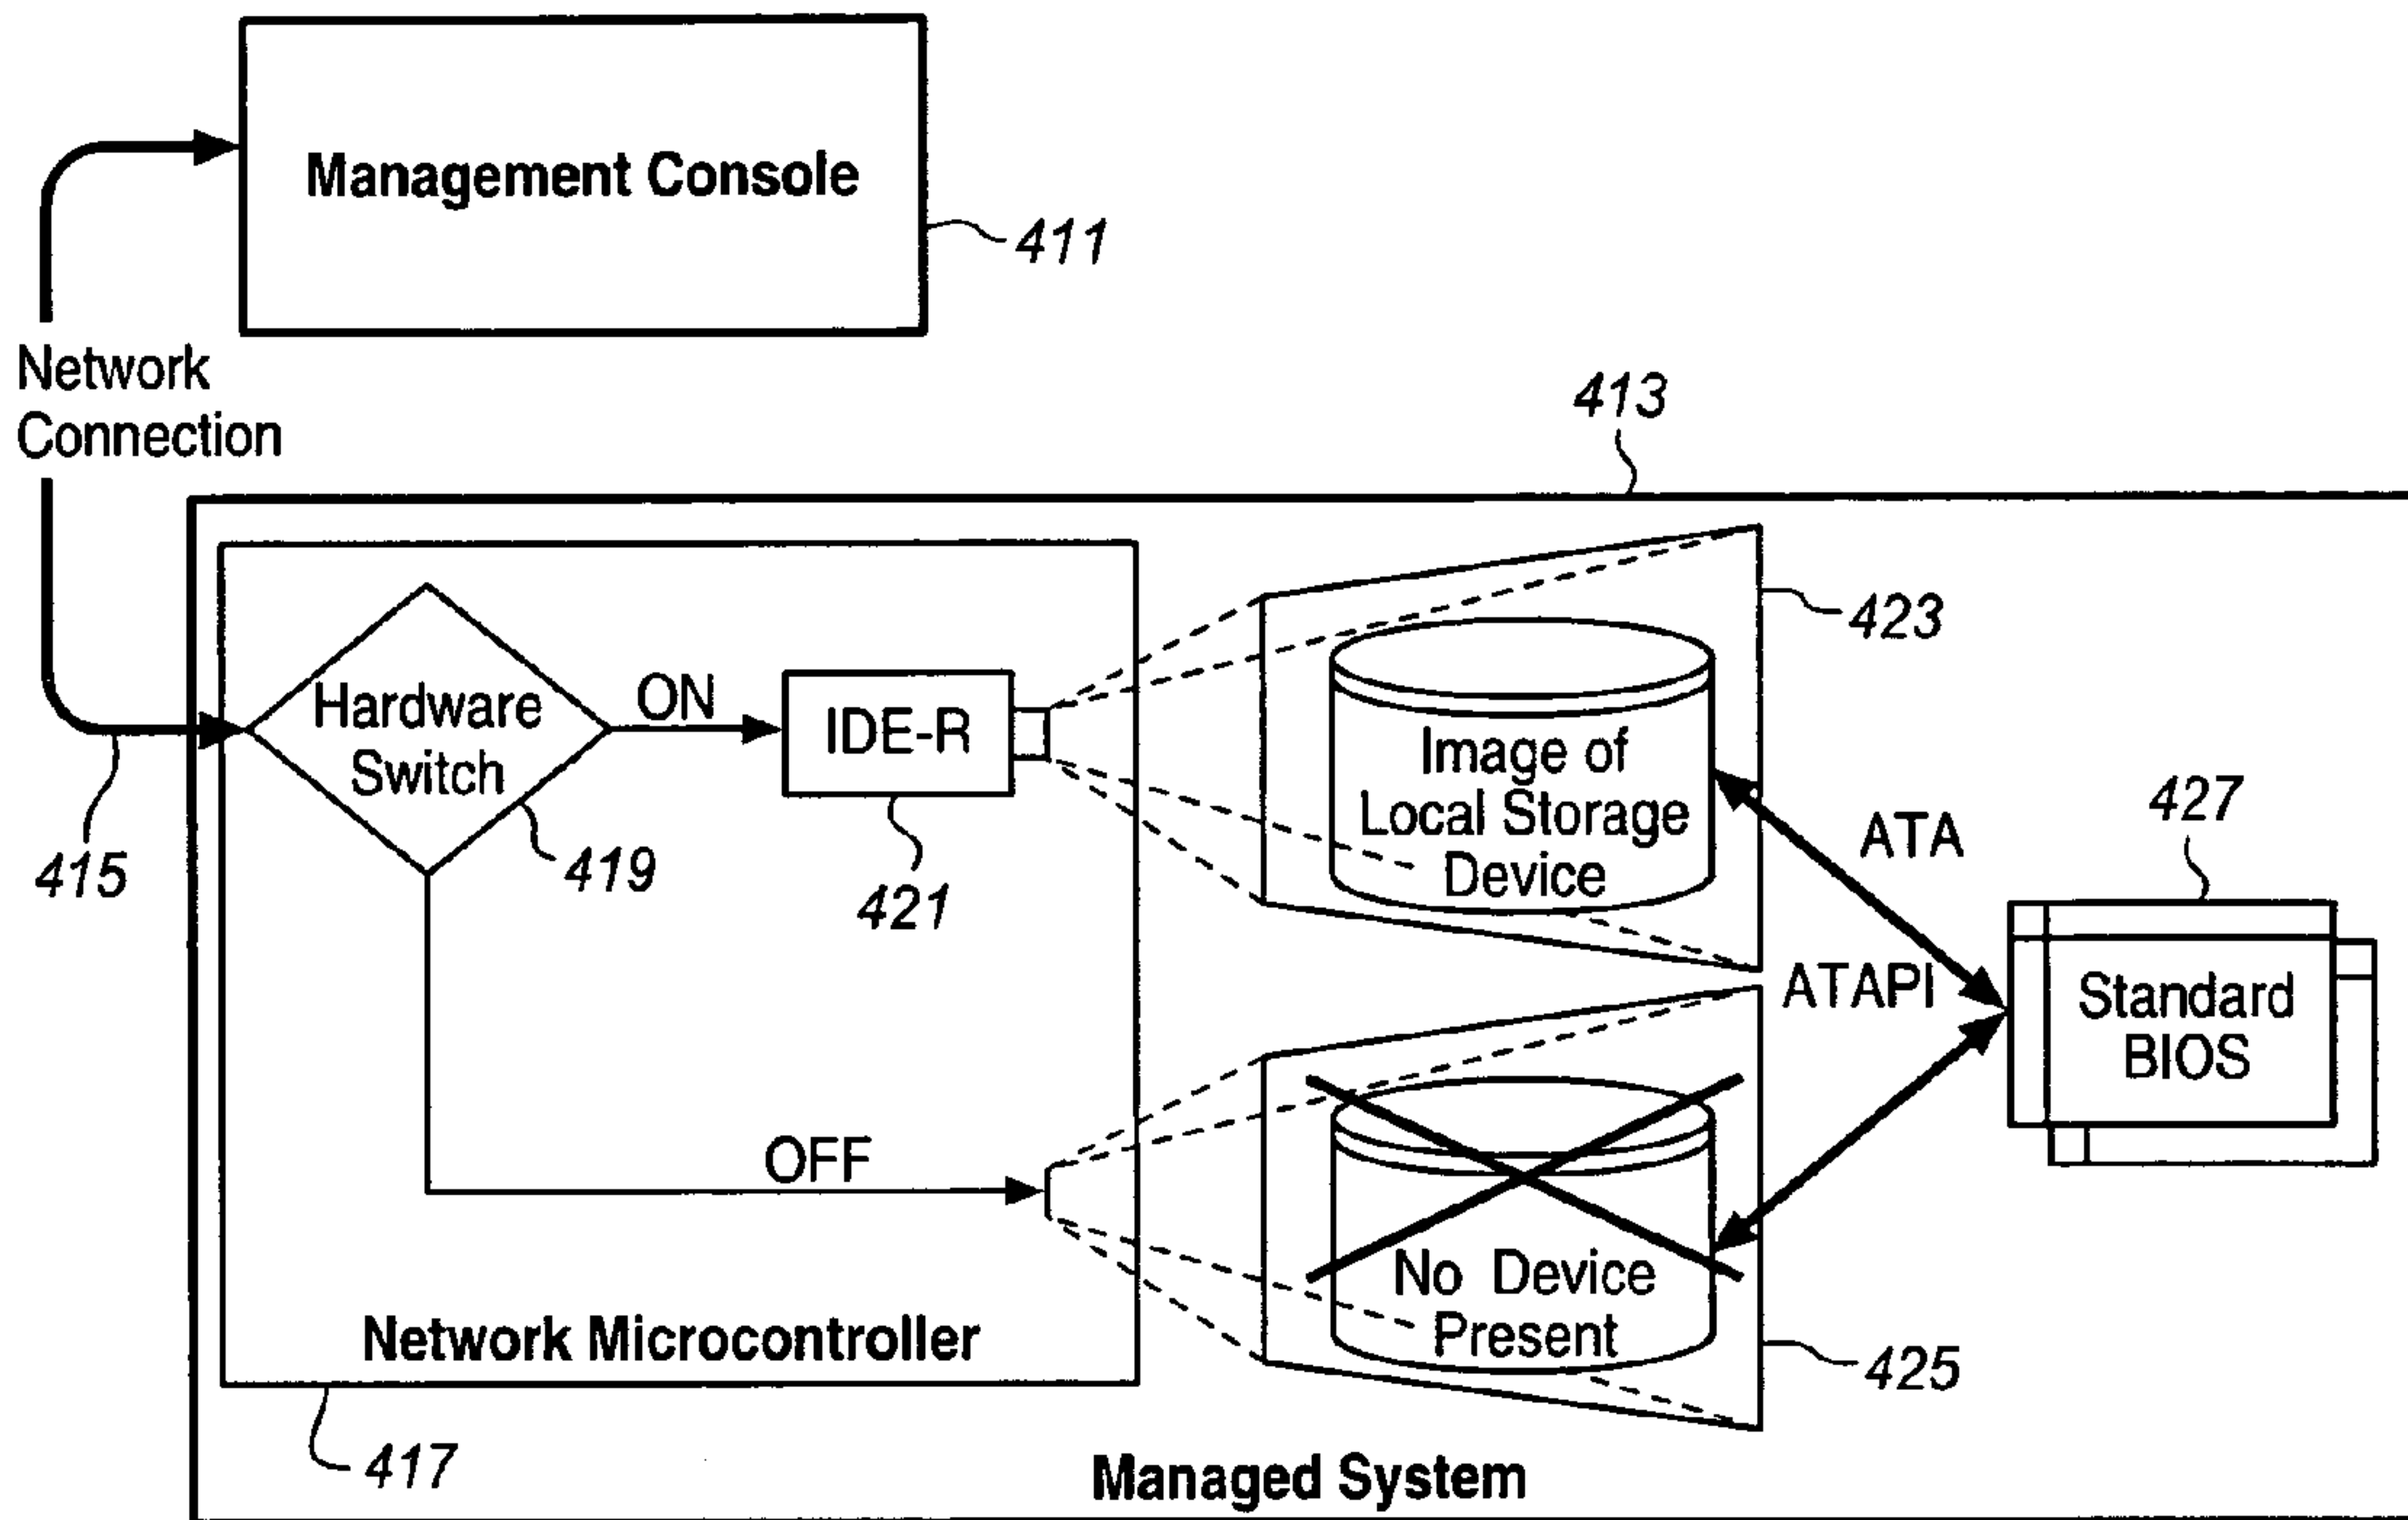 Management Console
411
Network
Connection
413
Hardware
Switch
ON
IDE-R
415
419
421
Image of
Local Storage
Device
423
ATA
ATAPI
427
Standard
BIOS
OFF
No Device
Present
425
Network Microcontroller
417
Managed System